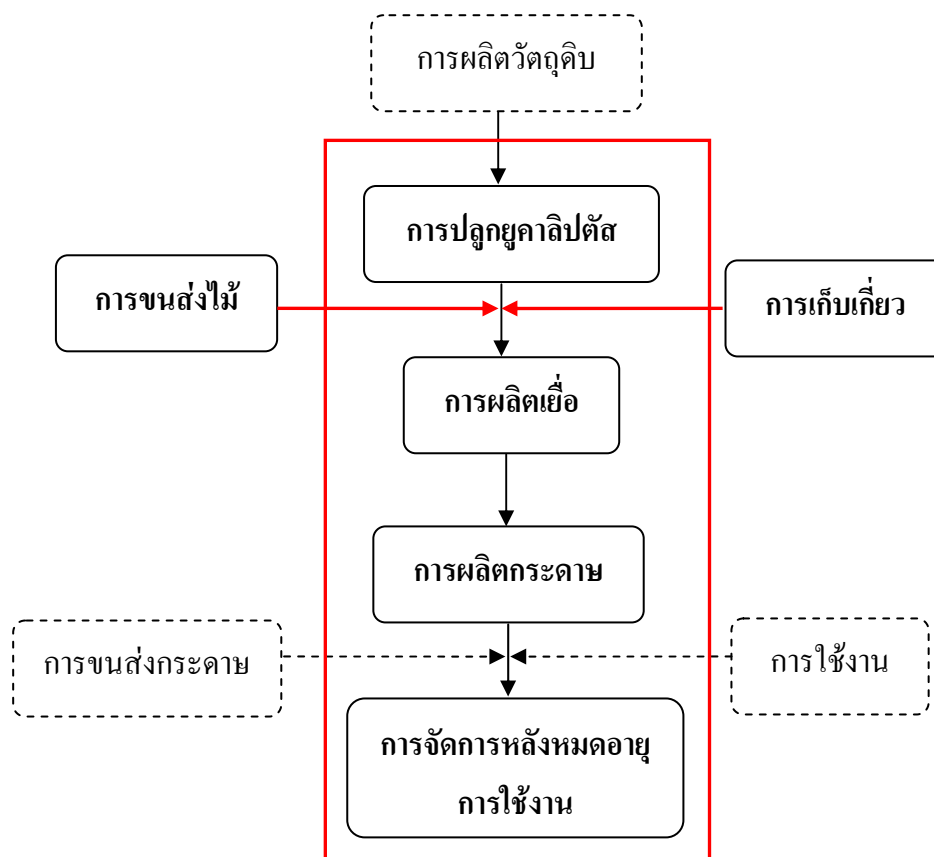 การผลิตวัตถุดิบ
การปลูกยูคาลิปตัส
การขนส่งไม้
การเก็บเกี่ยว
การผลิตเยื่อ
การผลิตกระดาษ
การขนส่งกระดาษ
การใช้งาน
การจัดการหลังหมดอายุ
การใช้งาน